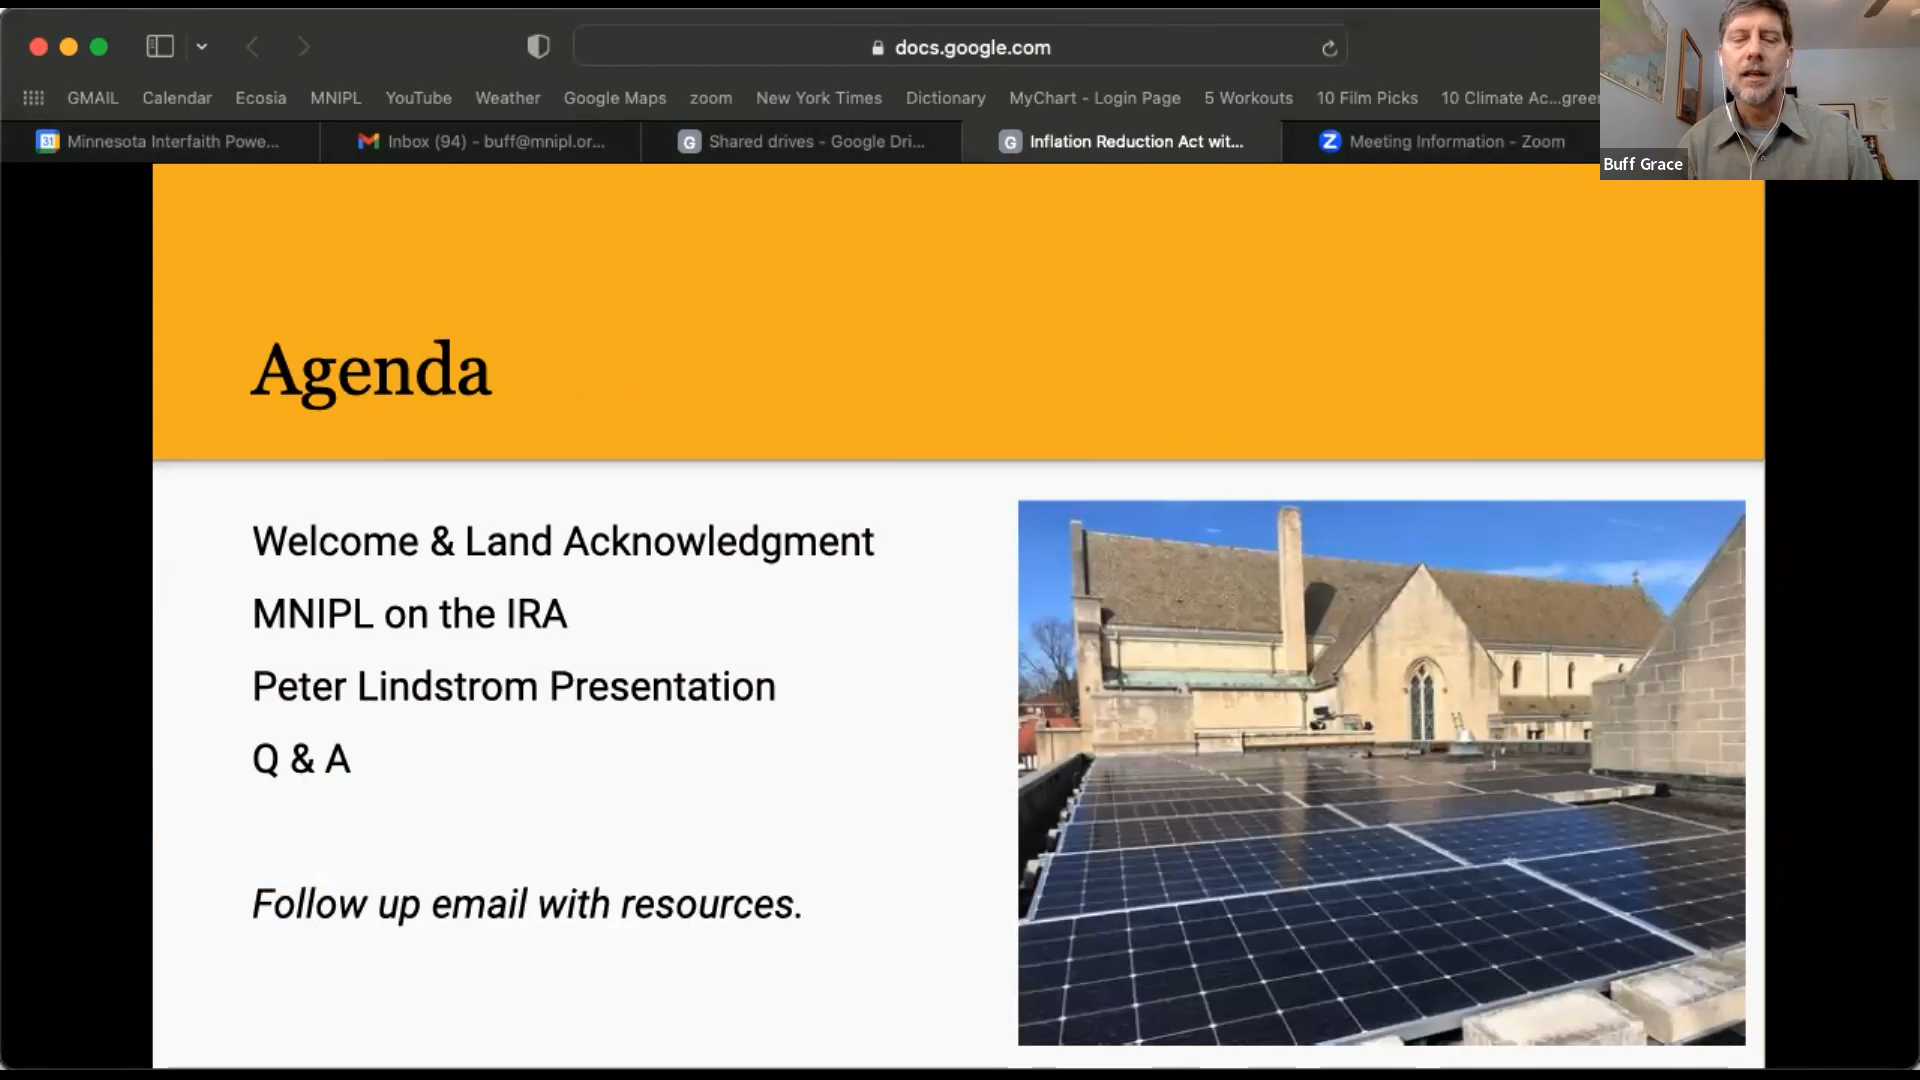 docs.google.com
GMAIL Calendar Ecosia MNIPL YouTube Weather Google Maps zoom New York Times Dictionary MyChart - Login Page 5 Workouts 10 Film Picks 10 Climate Ac...gree
31 Minnesota Interfaith Powe... Inbox (94) - buff@mnipl.or... G Shared drives - Google Dri... G Inflation Reduction Act wit... Z Meeting Information - Zoom
Buff Grace
Agenda
Welcome & Land Acknowledgment
MNIPL on the IRA
Peter Lindstrom Presentation
Q & A
Follow up email with resources.